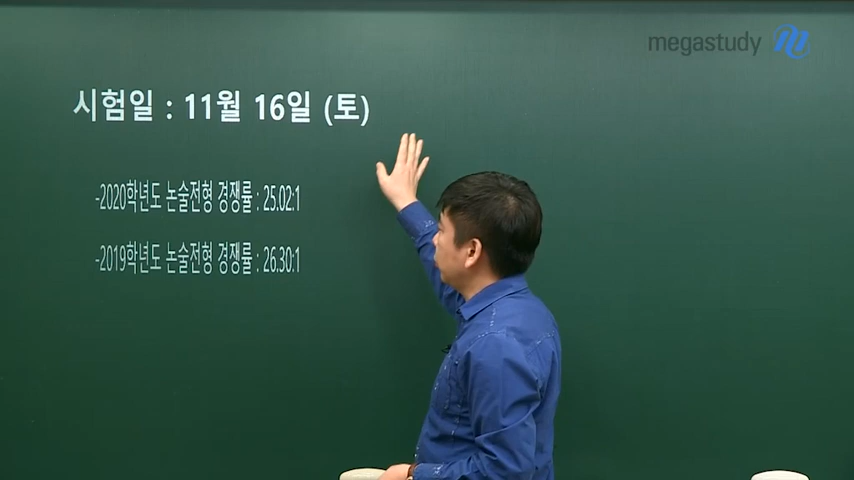 megastudy
시험일 : 11월 16일 (토)
-2020학년도 논술전형 경쟁률 : 25.02:1
-2019학년도 논술전형 경쟁률 : 26.30:1